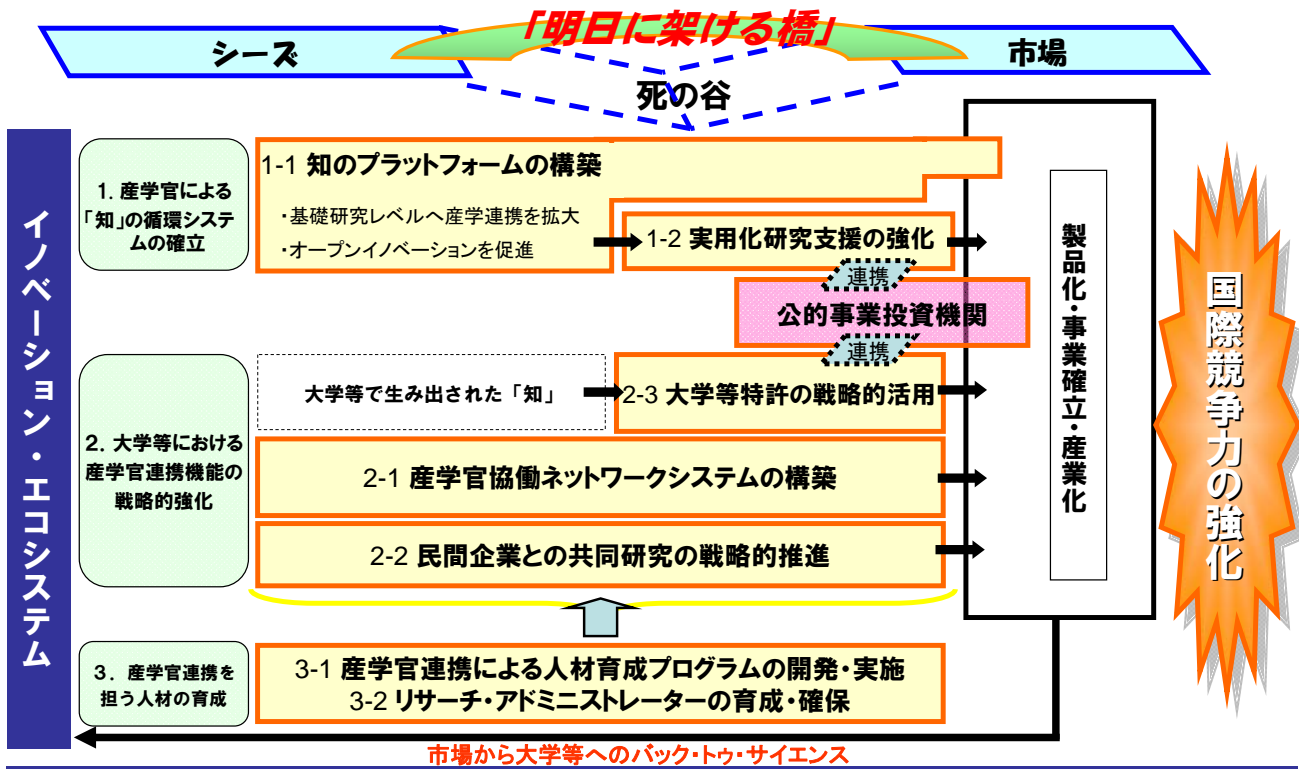 「明日に架ける橋」
シーズ
市場
死の谷
イノベーション・エコシステム
1. 産学官による
「知」の循環システ
ムの確立
1-1 知のプラットフォームの構築
・基礎研究レベルへ産学連携を拡大
・オープンイノベーションを促進
1-2 実用化研究支援の強化
連携
公的事業投資機関
連携
大学等で生み出された「知」
2-3 大学等特許の戦略的活用
2. 大学等における
産学官連携機能の
戦略的強化
2-1 産学官協働ネットワークシステムの構築
2-2 民間企業との共同研究の戦略的推進
3. 産学官連携を
担う人材の育成
3-1 産学官連携による人材育成プログラムの開発・実施
3-2 リサーチ・アドミニストレーターの育成・確保
製品化・事業確立・産業化
国際競争力の強化
市場から大学等へのバック・トゥ・サイエンス